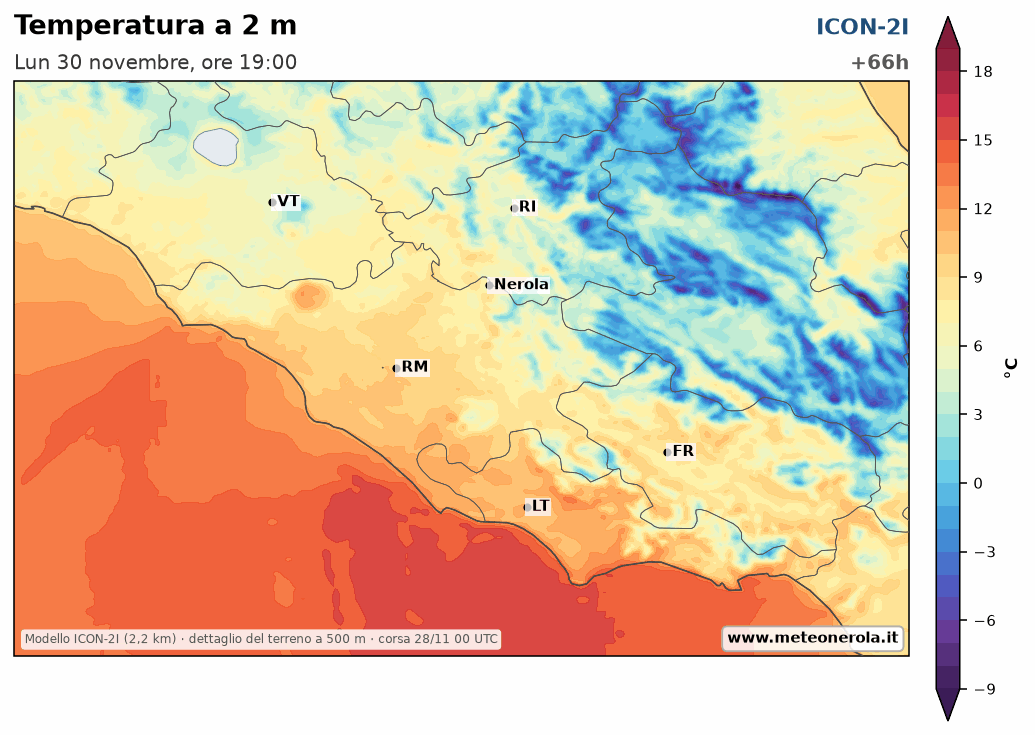 Temperatura a 2 m
ICON-2I
Lun 30 novembre, ore 19:00
+66h
18
15
12
9
6
3
0
−3
−6
−9
°C
VT
RI
Nerola
RM
FR
LT
Modello ICON-2I (2,2 km) · dettaglio del terreno a 500 m · corsa 28/11 00 UTC
www.meteonerola.it